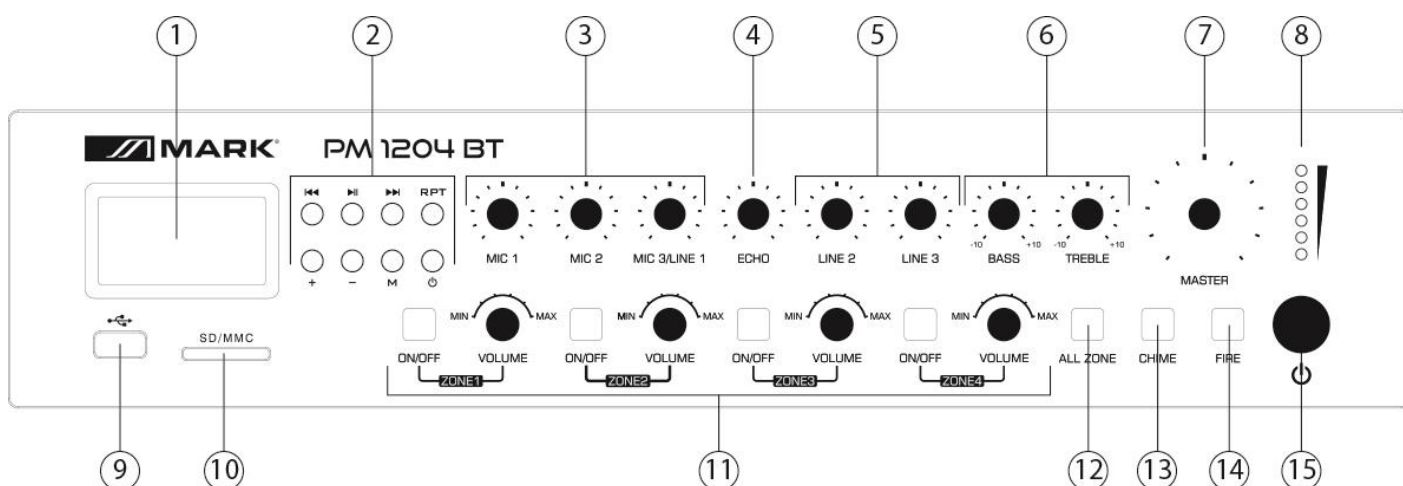 1 2 3 4 5 6 7 8
MARK® PM 1204 BT
RPT
+ − M
MIC 1 MIC 2 MIC 3/LINE 1 ECHO LINE 2 LINE 3 -10 +10 BASS -10 +10 TREBLE
MASTER
SD/MMC
MIN MAX MIN MAX MIN MAX MIN MAX
ON/OFF VOLUME ON/OFF VOLUME ON/OFF VOLUME ON/OFF VOLUME ALL ZONE CHIME FIRE
ZONE1 ZONE2 ZONE3 ZONE4
9 10 11 12 13 14 15